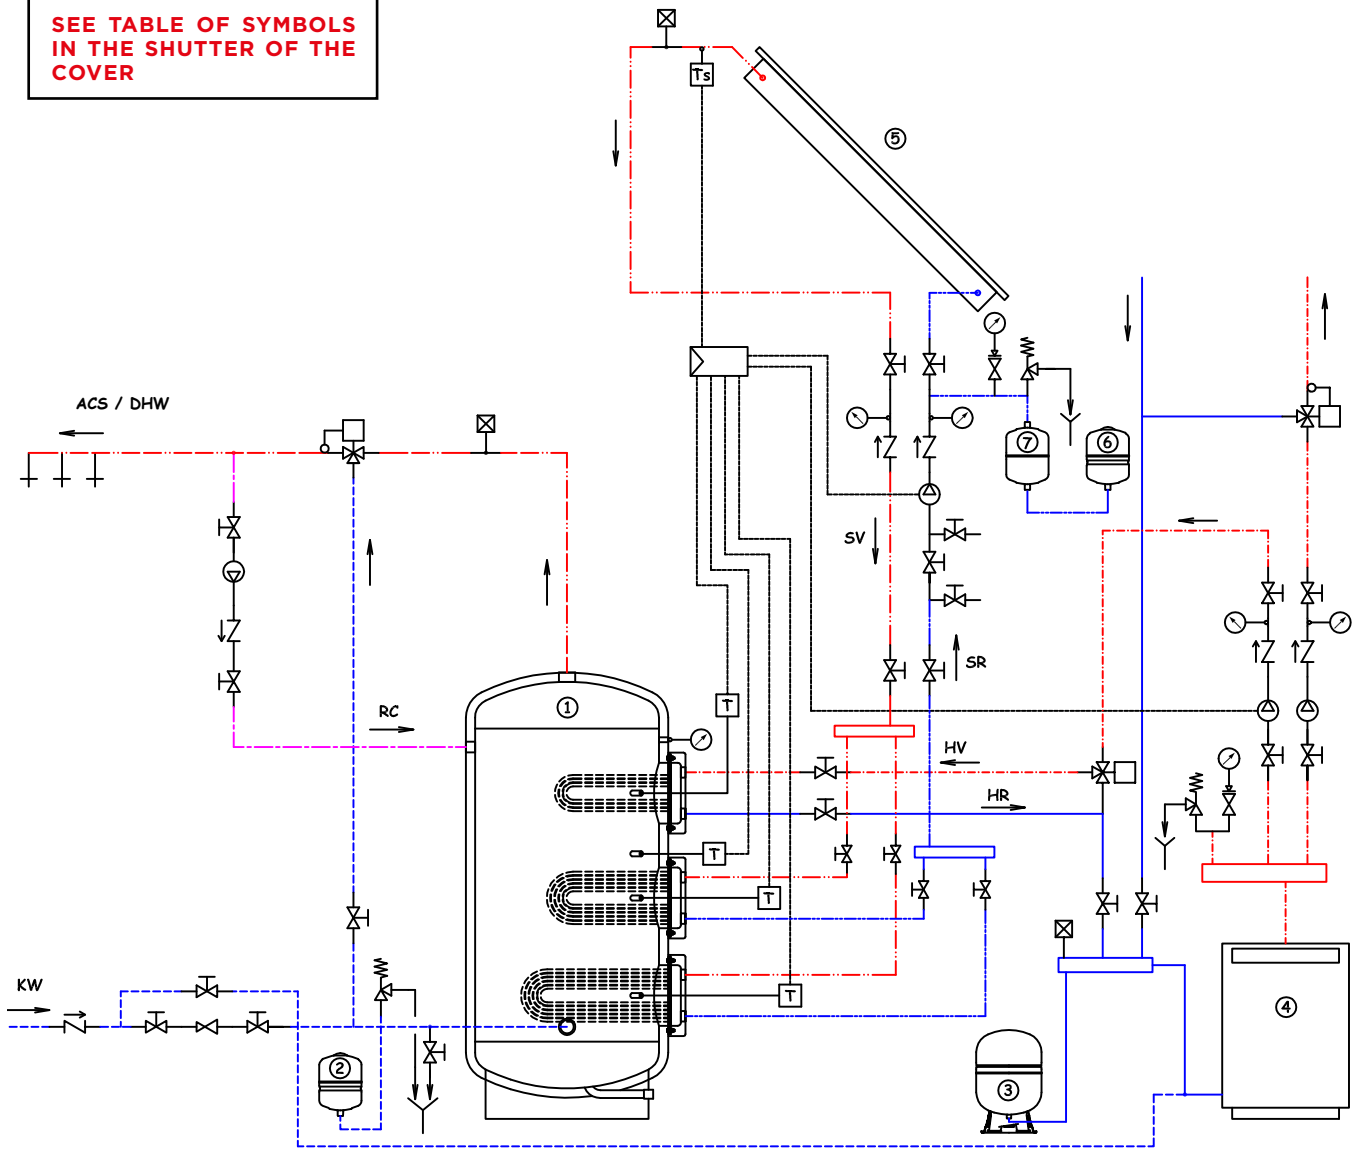 SEE TABLE OF SYMBOLS
IN THE SHUTTER OF THE
COVER
Ts
5
ACS / DHW
7
6
SV
SR
RC
1
T
HV
HR
T
T
KW
T
2
3
4